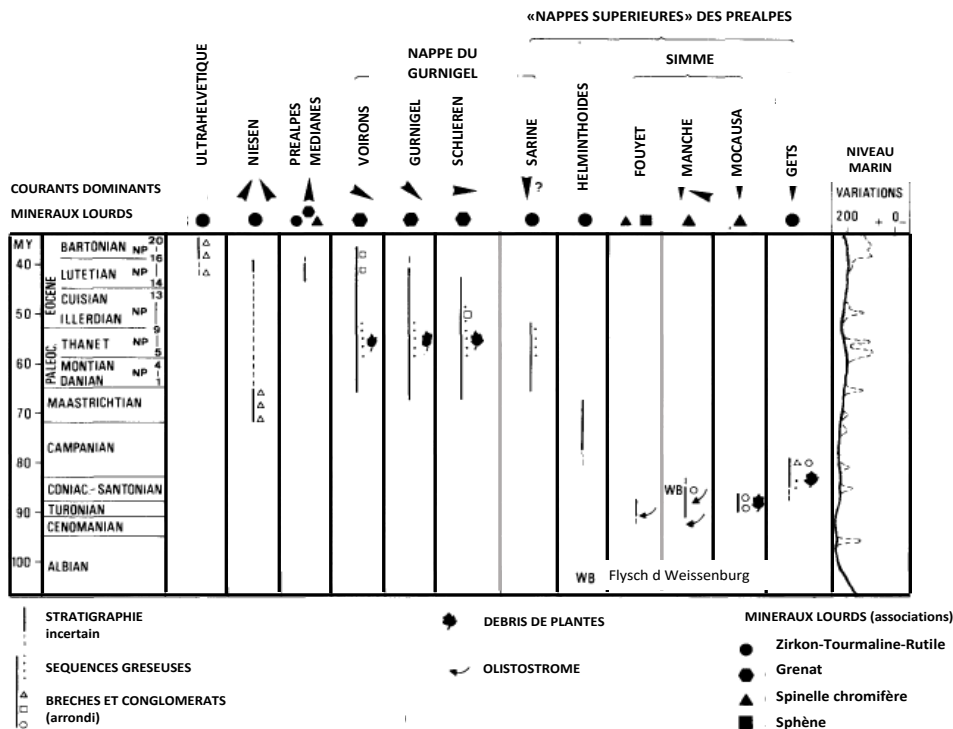 «NAPPES SUPERIEURES» DES PREALPES
NAPPE DU
GURNIGEL
SIMME
ULTRAHELVETIQUE
NIESEN
PREALPES
MEDIANES
VOIRONS
GURNIGEL
SCHLIEREN
SARINE
HELMINTHOIDES
FOUYET
MANCHE
MOCAUSA
GETS
NIVEAU
MARIN
COURANTS DOMINANTS
?
VARIATIONS
MINERAUX LOURDS
200 + 0-
MY
BARTONIAN NP 20
16
40
LUTETIAN NP
14
EOCENE
CUISIAN 13
NP
50
ILLERDIAN
9
PALEOC.
THANET NP
5
60
MONTIAN 4
NP
DANIAN 1
MAASTRICHTIAN
70
CAMPANIAN
80
CONIAC.-SANTONIAN
WB
TURONIAN
90
CENOMANIAN
100
ALBIAN
WB Flysch d Weissenburg
STRATIGRAPHIE
incertain
SEQUENCES GRESEUSES
BRECHES ET CONGLOMERATS
(arrondi)
DEBRIS DE PLANTES
OLISTOSTROME
MINERAUX LOURDS (associations)
Zirkon-Tourmaline-Rutile
Grenat
Spinelle chromifère
Sphène